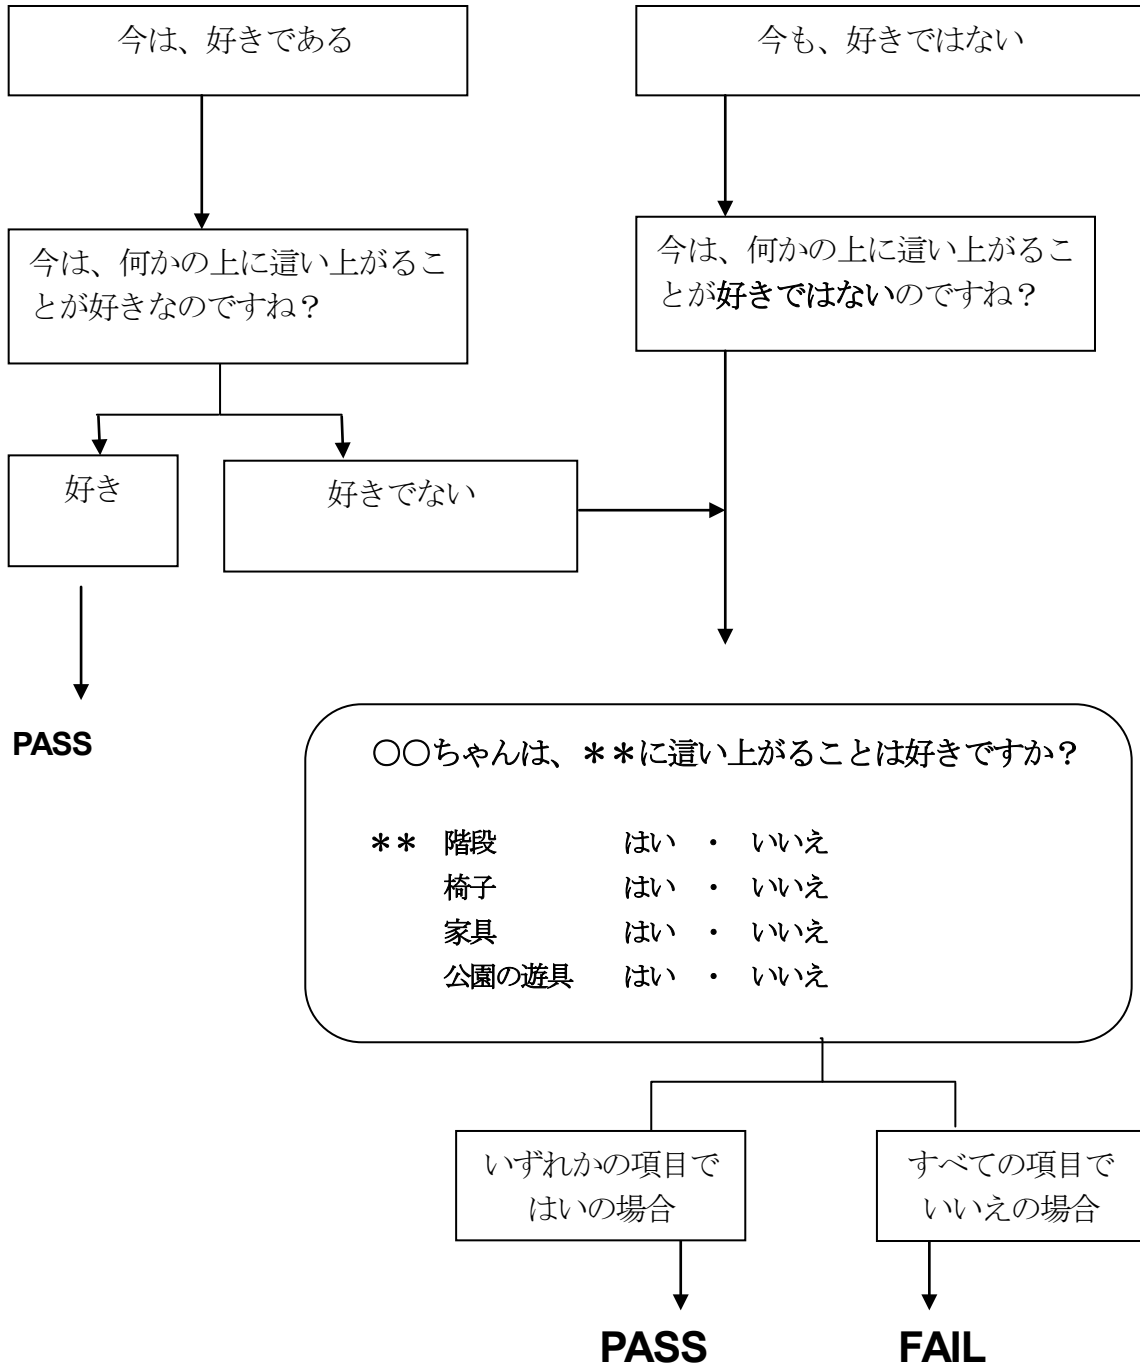 今は、好きである
今も、好きではない
今は、何かの上に這い上がるこ
とが好きなのですね？
今は、何かの上に這い上がるこ
とが好きではないのですね？
好き
好きでない
PASS
○○ちゃんは、＊＊に這い上がることは好きですか？
＊＊ 階段 はい ・ いいえ
椅子 はい ・ いいえ
家具 はい ・ いいえ
公園の遊具 はい ・ いいえ
いずれかの項目で
はいの場合
すべての項目で
いいえの場合
PASS
FAIL